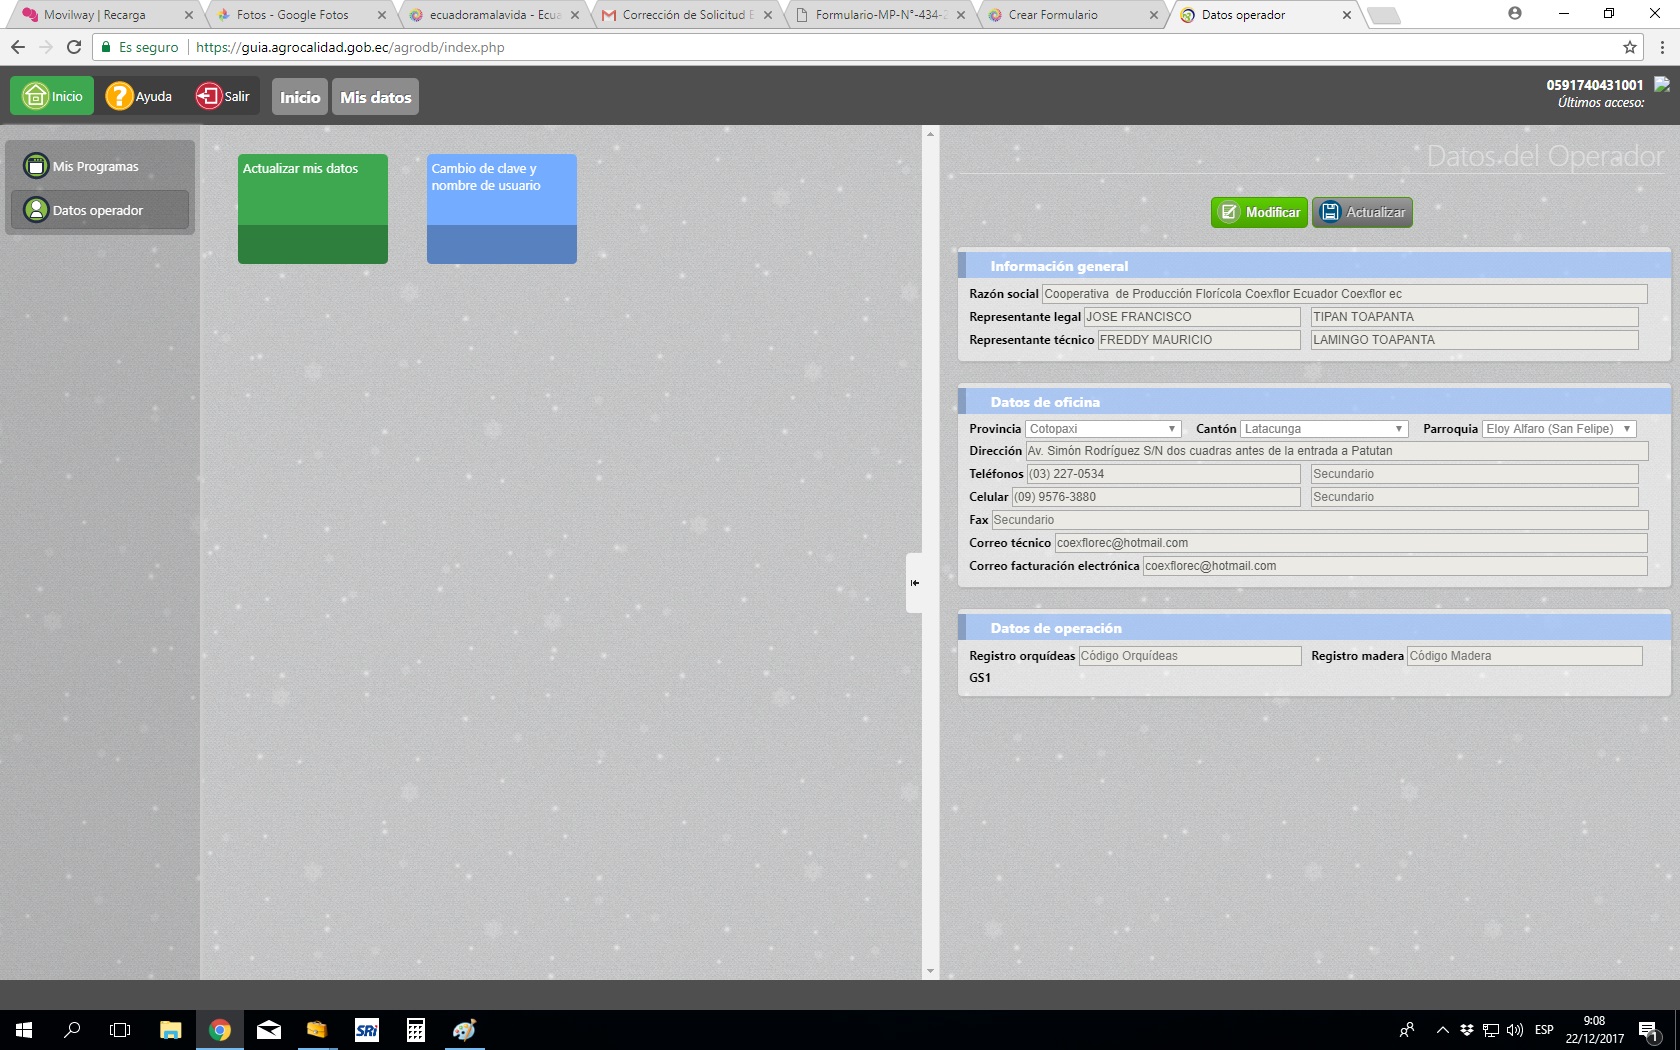 Movilway | Recarga
Fotos - Google Fotos
ecuadoramalavida - Ecua
Corrección de Solicitud E
Formulario-MP-N°-434-2
Crear Formulario
Datos operador
Es seguro | https://guia.agrocalidad.gob.ec/agrodb/index.php
Inicio
Ayuda
Salir
Inicio
Mis datos
0591740431001
Últimos acceso:
Mis Programas
Datos operador
Actualizar mis datos
Cambio de clave y
nombre de usuario
Datos del Operador
Modificar
Actualizar
Información general
Razón social Cooperativa de Producción Florícola Coexflor Ecuador Coexflor ec
Representante legal JOSE FRANCISCO TIPAN TOAPANTA
Representante técnico FREDDY MAURICIO LAMINGO TOAPANTA
Datos de oficina
Provincia Cotopaxi Cantón Latacunga Parroquia Eloy Alfaro (San Felipe)
Dirección Av. Simón Rodríguez S/N dos cuadras antes de la entrada a Patutan
Teléfonos (03) 227-0534 Secundario
Celular (09) 9576-3880 Secundario
Fax Secundario
Correo técnico coexflorec@hotmail.com
Correo facturación electrónica coexflorec@hotmail.com
Datos de operación
Registro orquídeas Código Orquídeas Registro madera Código Madera
GS1
SRi
ESP
9:08
22/12/2017
1